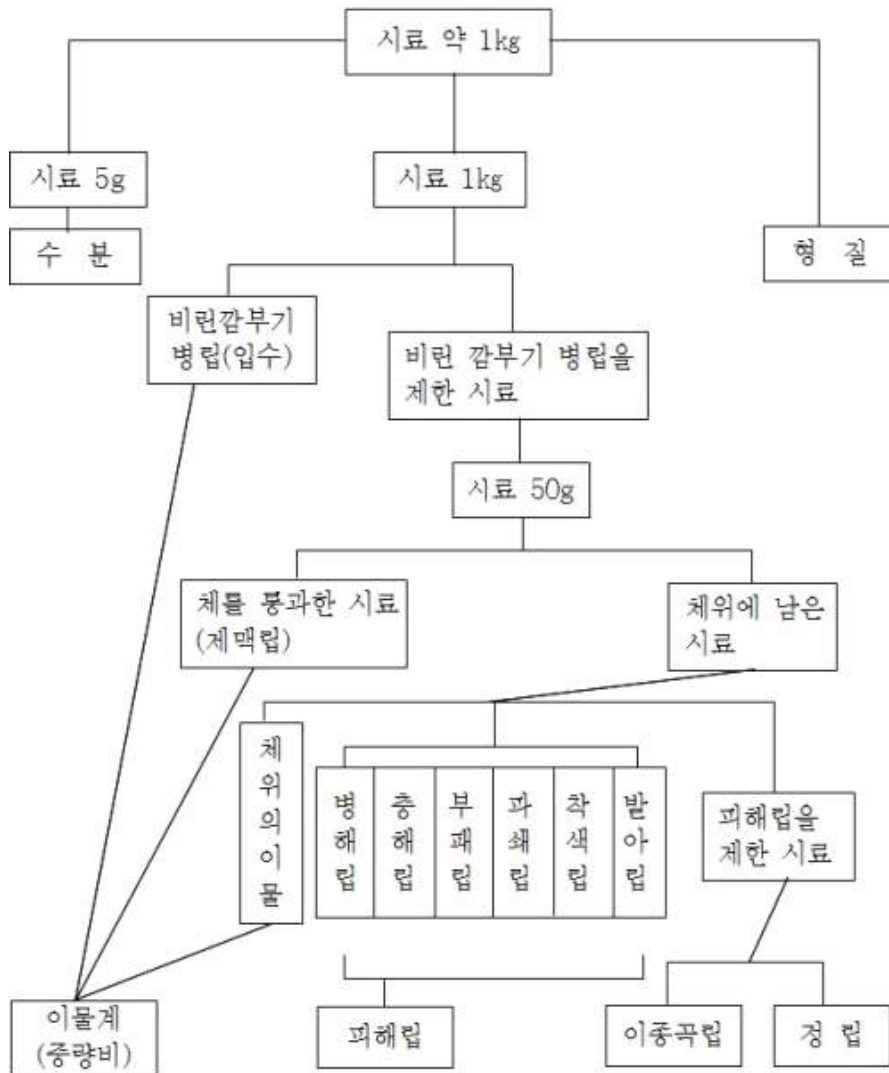 시료 약 1kg
시료 5g
시료 1kg
수 분
형 질
비린깜부기
병립(입수)
비린 깜부기 병립을
제한 시료
시료 50g
체를 통과한 시료
(제맥립)
체위에 남은
시료
체위의이물
병해립
충해립
부패립
파쇄립
착색립
발아립
피해립을
제한 시료
이물계
(중량비)
피해립
이종곡립
정 립